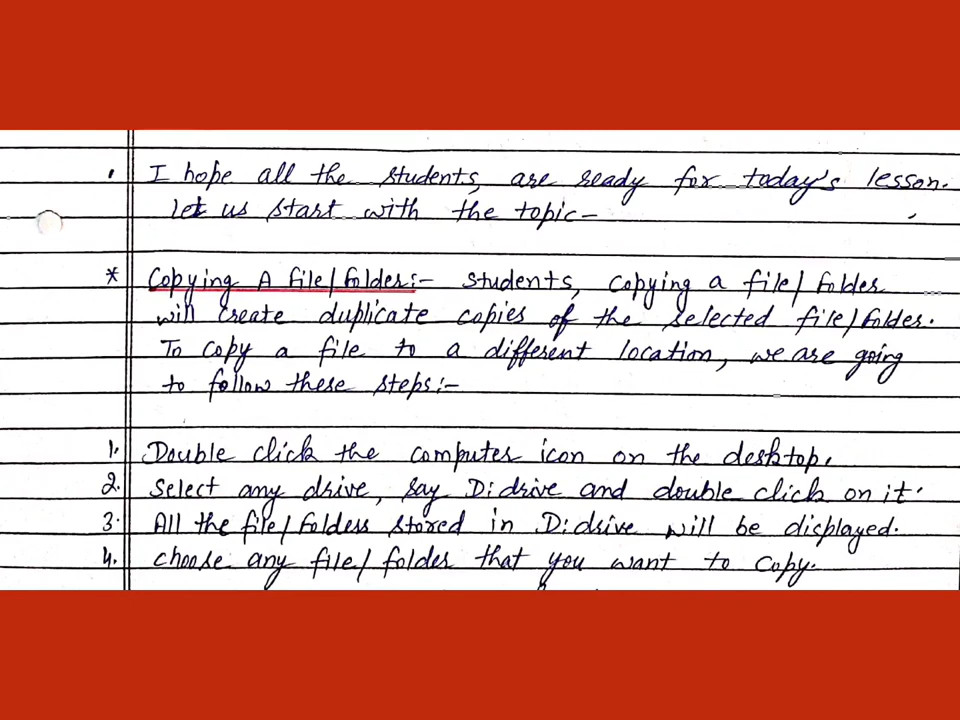 • I hope all the students, are ready for today's lesson.
Let us start with the topic -
* Copying A file/folder:- Students, copying a file/folder
will create duplicate copies of the selected file/folder.
To copy a file to a different location, we are going
to follow these steps:-
1. Double click the computer icon on the desktop.
2. Select any drive, say D: drive and double click on it.
3. All the file/folders stored in D: drive will be displayed.
4. Choose any file/folder that you want to copy.